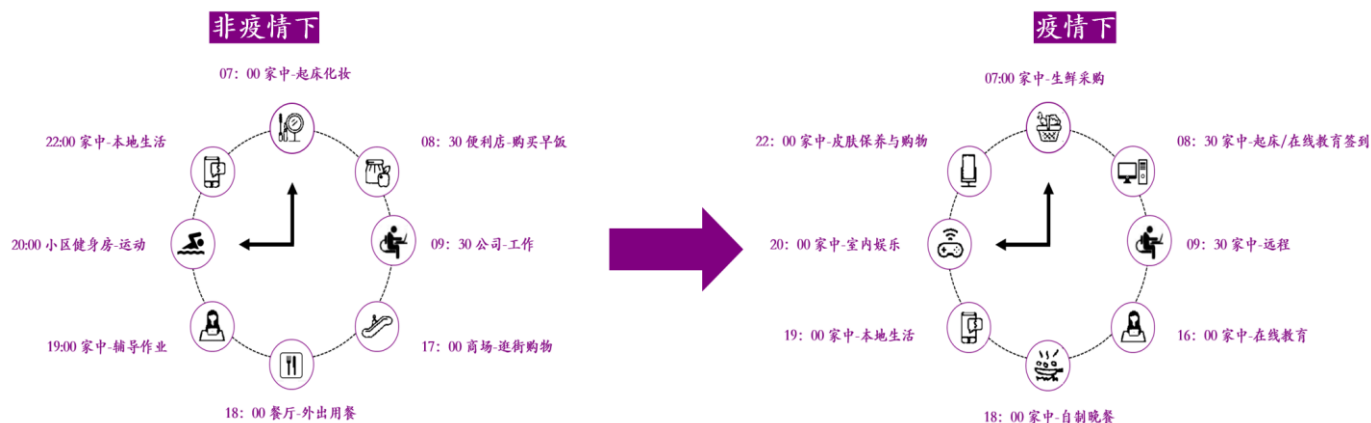 非疫情下
07：00 家中-起床化妆
08：30 便利店-购买早饭
09：30 公司-工作
17：00 商场-逛街购物
18：00 餐厅-外出用餐
19:00 家中-辅导作业
20:00 小区健身房-运动
22:00 家中-本地生活
疫情下
07:00 家中-生鲜采购
08：30 家中-起床/在线教育签到
09：30 家中-远程
16：00 家中-在线教育
18：00 家中-自制晚餐
19：00 家中-本地生活
20：00 家中-室内娱乐
22：00 家中-皮肤保养与购物